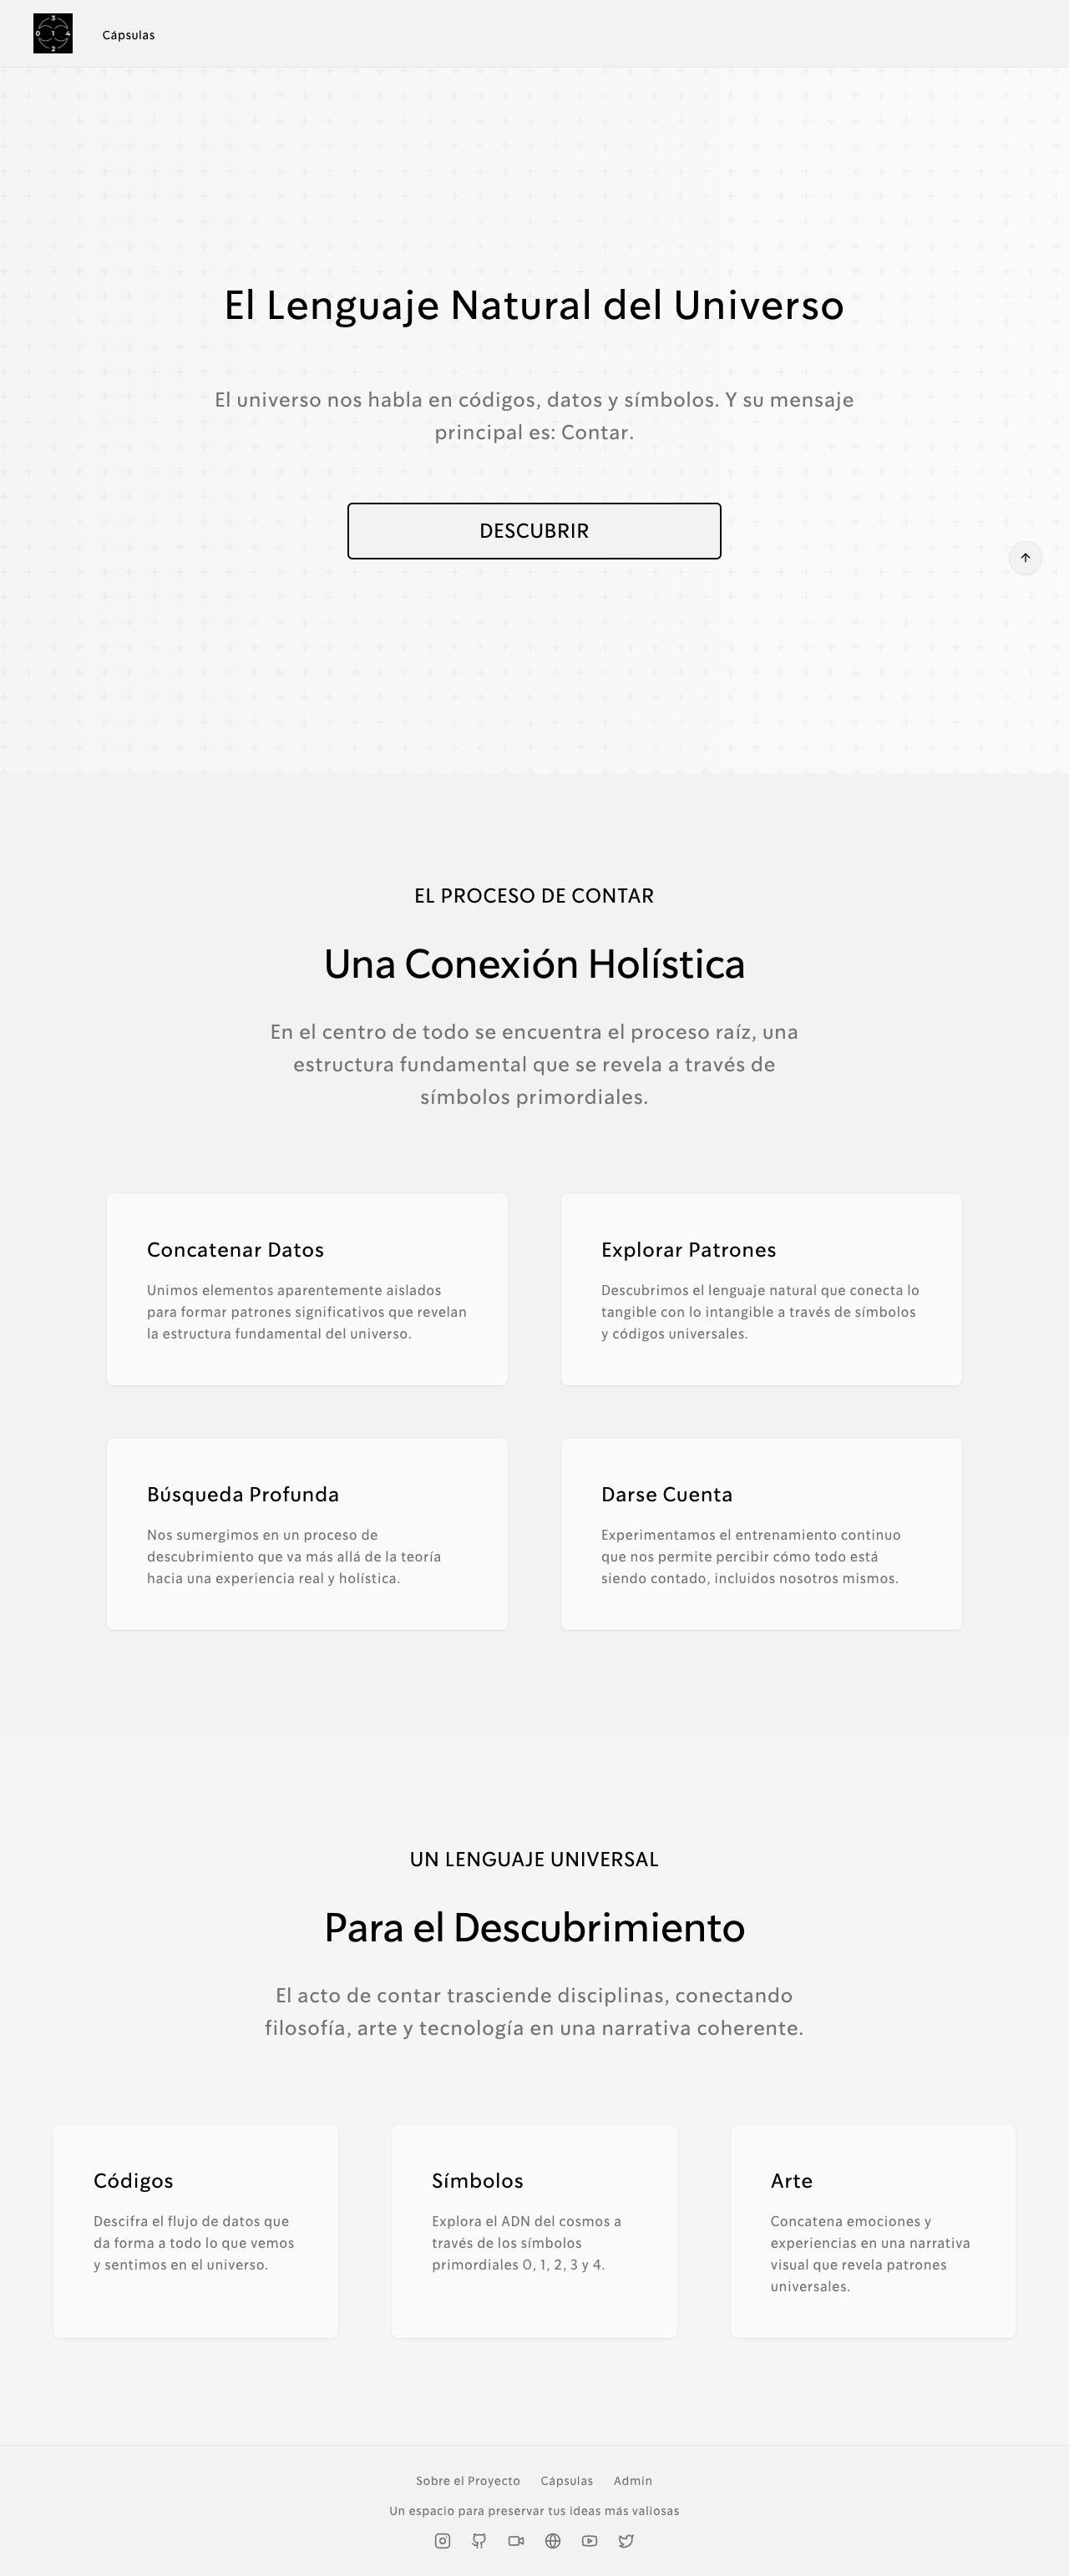 3
0 1 4
2
Cápsulas
El Lenguaje Natural del Universo
El universo nos habla en códigos, datos y símbolos. Y su mensaje
principal es: Contar.
DESCUBRIR
EL PROCESO DE CONTAR
Una Conexión Holística
En el centro de todo se encuentra el proceso raíz, una
estructura fundamental que se revela a través de
símbolos primordiales.
Concatenar Datos
Unimos elementos aparentemente aislados
para formar patrones significativos que revelan
la estructura fundamental del universo.
Explorar Patrones
Descubrimos el lenguaje natural que conecta lo
tangible con lo intangible a través de símbolos
y códigos universales.
Búsqueda Profunda
Nos sumergimos en un proceso de
descubrimiento que va más allá de la teoría
hacia una experiencia real y holística.
Darse Cuenta
Experimentamos el entrenamiento continuo
que nos permite percibir cómo todo está
siendo contado, incluidos nosotros mismos.
UN LENGUAJE UNIVERSAL
Para el Descubrimiento
El acto de contar trasciende disciplinas, conectando
filosofía, arte y tecnología en una narrativa coherente.
Códigos
Descifra el flujo de datos que
da forma a todo lo que vemos
y sentimos en el universo.
Símbolos
Explora el ADN del cosmos a
través de los símbolos
primordiales 0, 1, 2, 3 y 4.
Arte
Concatena emociones y
experiencias en una narrativa
visual que revela patrones
universales.
Sobre el Proyecto Cápsulas Admin
Un espacio para preservar tus ideas más valiosas